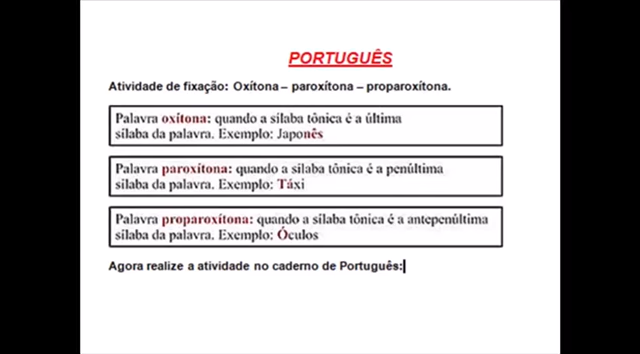 PORTUGUÊS
Atividade de fixação: Oxítona – paroxítona – proparoxítona.
Palavra oxítona: quando a sílaba tônica é a última
sílaba da palavra. Exemplo: Japonês
Palavra paroxítona: quando a sílaba tônica é a penúltima
sílaba da palavra. Exemplo: Táxi
Palavra proparoxítona: quando a sílaba tônica é a antepenúltima
sílaba da palavra. Exemplo: Óculos
Agora realize a atividade no caderno de Português: